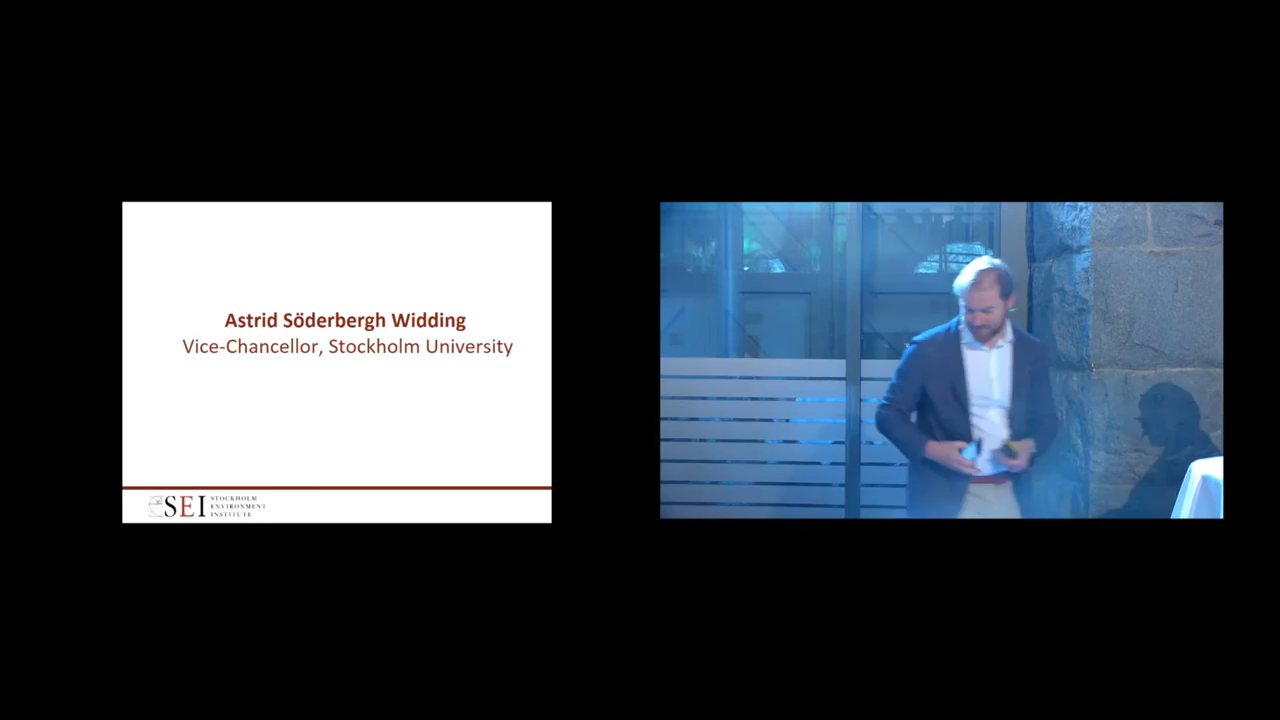 Astrid Söderbergh Widding
Vice-Chancellor, Stockholm University
SEI
STOCKHOLM
ENVIRONMENT
INSTITUTE